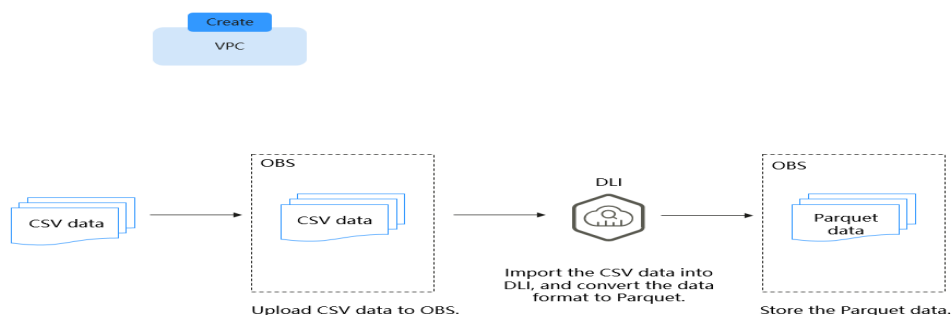 Create
VPC
OBS
CSV data
Upload CSV data to OBS.
CSV data
DLI
Import the CSV data into
DLI, and convert the data
format to Parquet.
OBS
Parquet
data
Store the Parquet data.